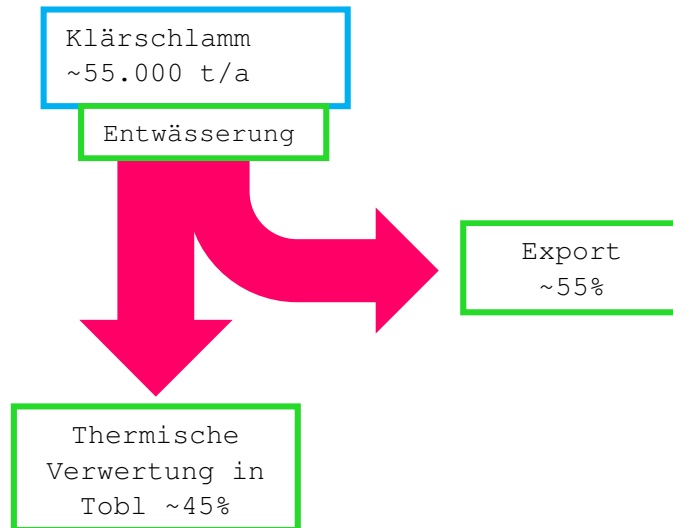 Klärschlamm
~55.000 t/a
Entwässerung
Export
~55%
Thermische
Verwertung in
Tobl ~45%